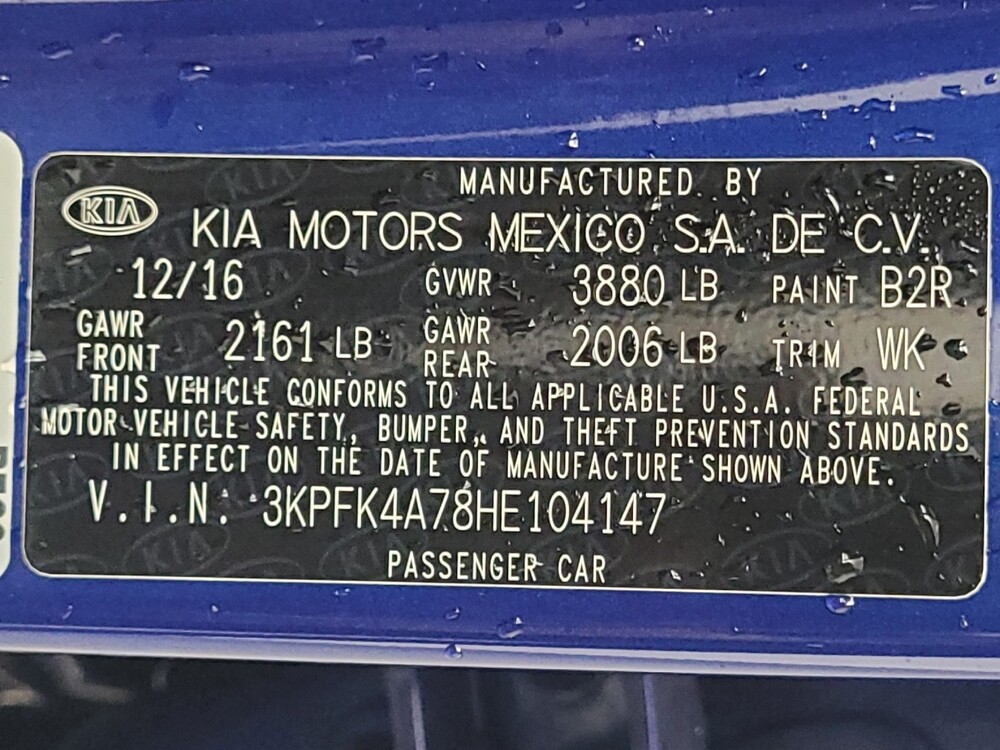 MANUFACTURED BY
KIA
KIA MOTORS MEXICO S.A. DE C.V.
12/16 GVWR 3880 LB PAINT B2R
GAWR FRONT 2161 LB GAWR REAR 2006 LB TRIM WK
THIS VEHICLE CONFORMS TO ALL APPLICABLE U.S.A. FEDERAL
MOTOR VEHICLE SAFETY, BUMPER, AND THEFT PREVENTION STANDARDS
IN EFFECT ON THE DATE OF MANUFACTURE SHOWN ABOVE.
V.I.N. 3KPFK4A78HE104147
PASSENGER CAR